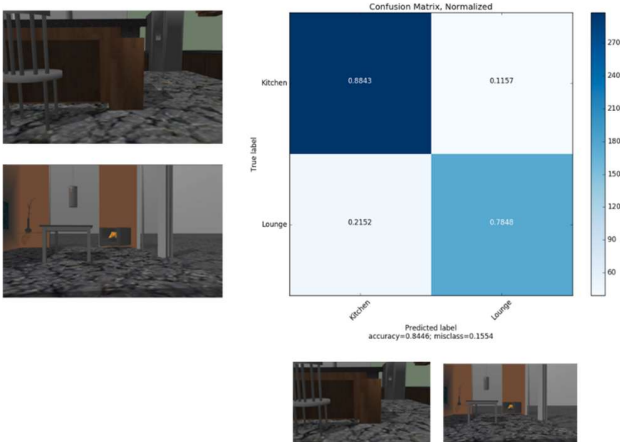 Confusion Matrix, Normalized
Kitchen
0.8843
0.1157
Lounge
0.2152
0.7848
True label
Kitchen
Lounge
Predicted label
accuracy=0.8446; misclass=0.1554
270
240
210
180
150
120
90
60